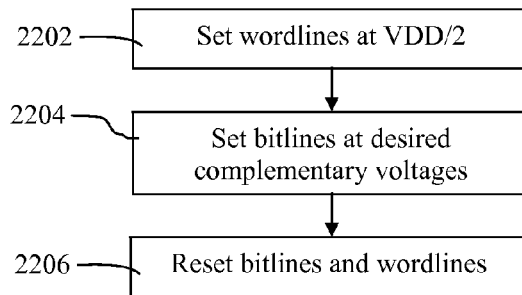 2202
Set wordlines at VDD/2
2204
Set bitlines at desired
complementary voltages
2206
Reset bitlines and wordlines